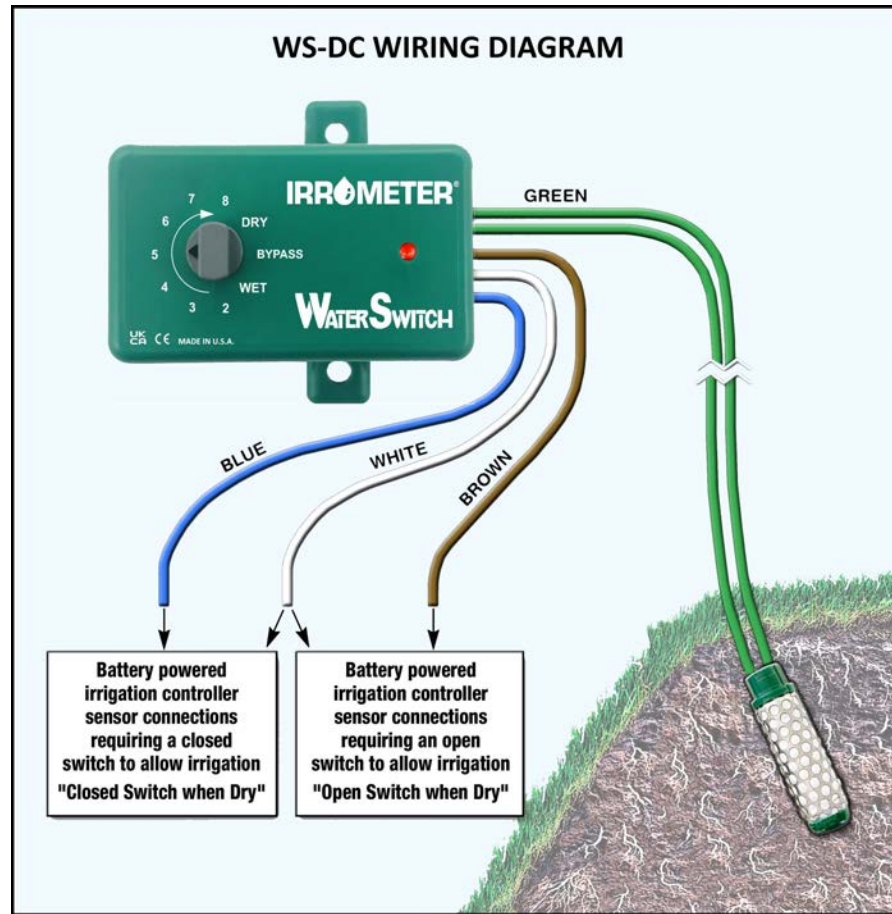 WS-DC WIRING DIAGRAM
IRROMETER®
7
8
6
DRY
5
BYPASS
4
WET
3
2
WATERSWITCH
UK
CA CE MADE IN U.S.A.
GREEN
BLUE
WHITE
BROWN
Battery powered
irrigation controller
sensor connections
requiring a closed
switch to allow irrigation
"Closed Switch when Dry"
Battery powered
irrigation controller
sensor connections
requiring an open
switch to allow irrigation
"Open Switch when Dry"